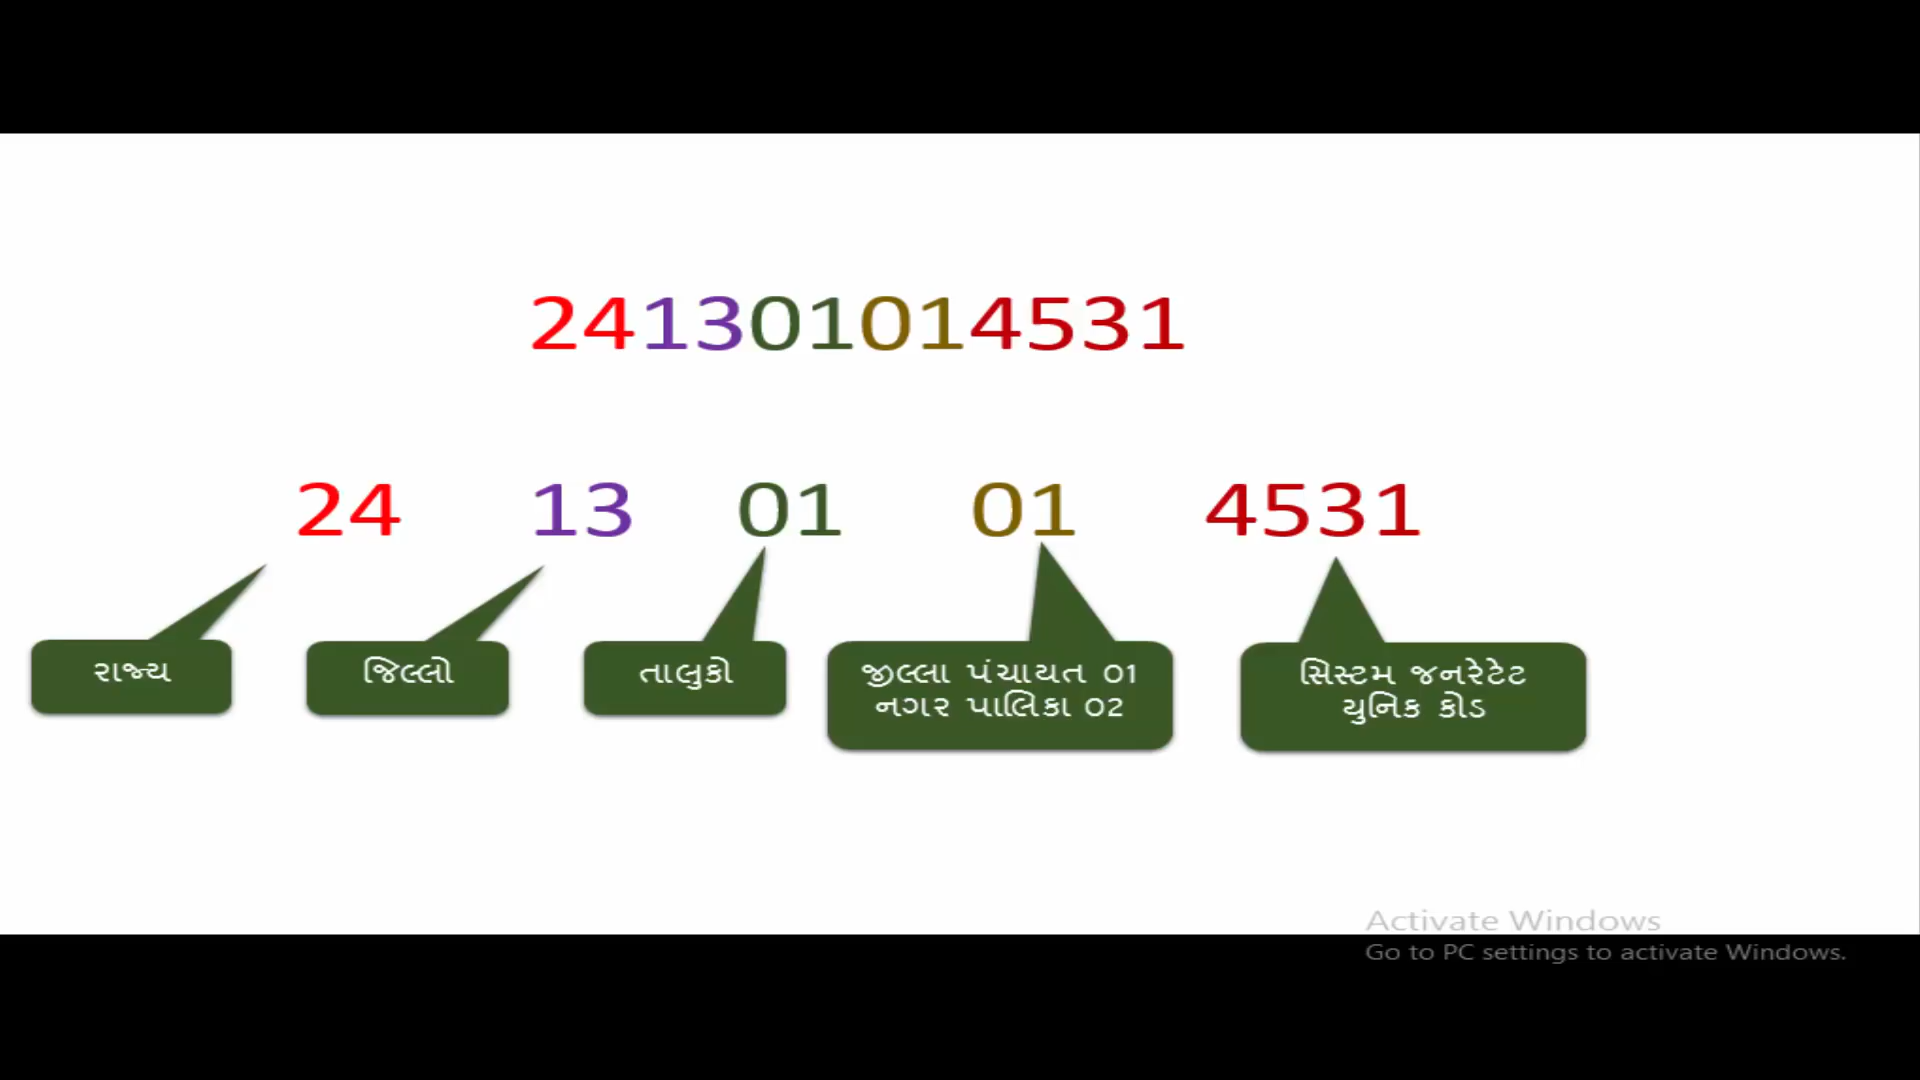 241301014531
24 13 01 01 4531
રાજ્ય
જિલ્લો
તાલુકો
જીલ્લા પંચાયત 01
નગર પાલિકા 02
સિસ્ટમ જનરેટેટ
યુનિક કોડ
Activate Windows
Go to PC settings to activate Windows.